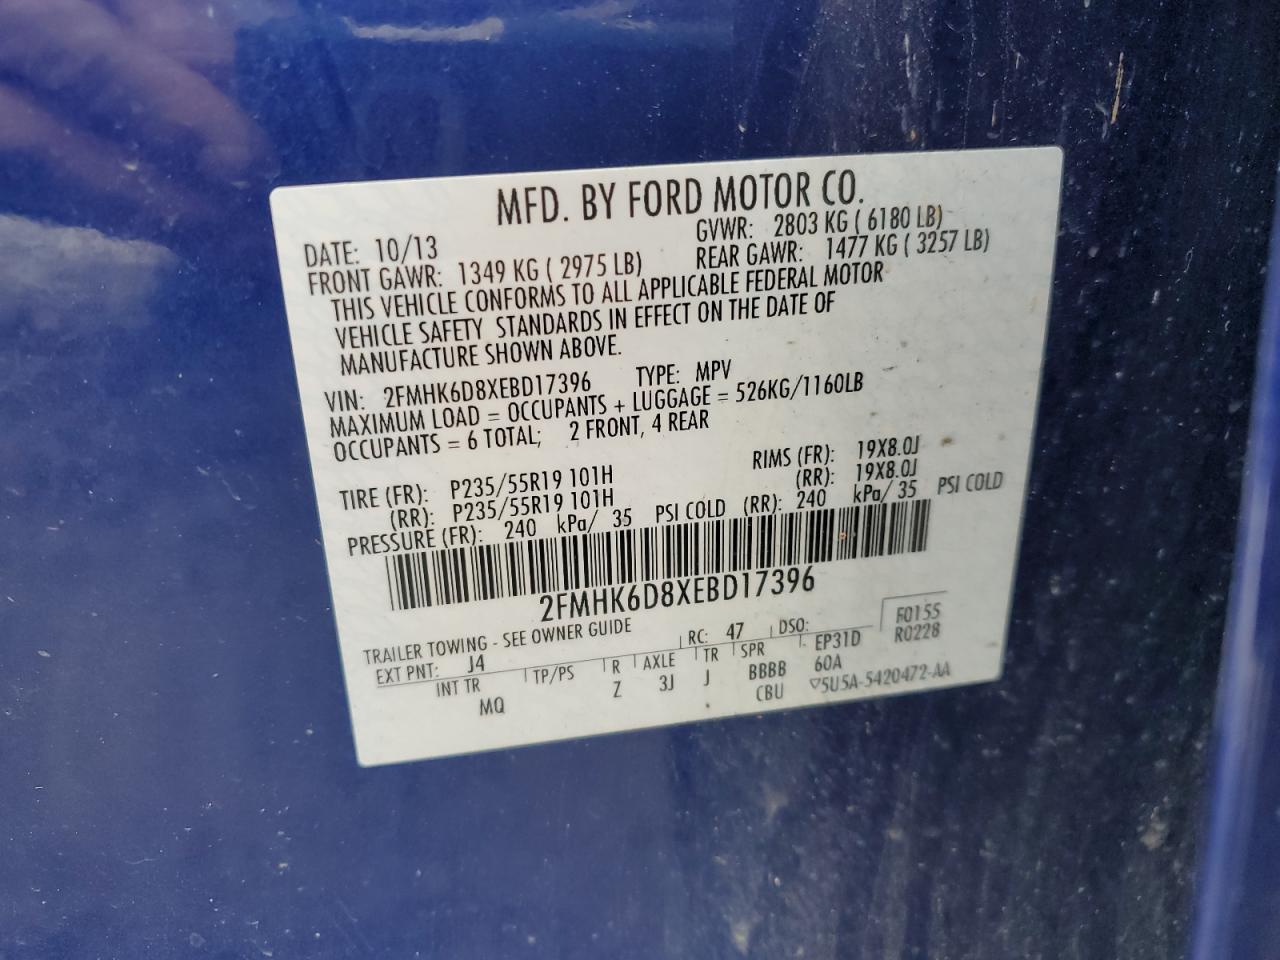 MFD. BY FORD MOTOR CO.
DATE: 10/13 GVWR: 2803 KG ( 6180 LB)
FRONT GAWR: 1349 KG ( 2975 LB) REAR GAWR: 1477 KG ( 3257 LB)
THIS VEHICLE CONFORMS TO ALL APPLICABLE FEDERAL MOTOR
VEHICLE SAFETY STANDARDS IN EFFECT ON THE DATE OF
MANUFACTURE SHOWN ABOVE.
VIN: 2FMHK6D8XEBD17396 TYPE: MPV
MAXIMUM LOAD = OCCUPANTS + LUGGAGE = 526KG/1160LB
OCCUPANTS = 6 TOTAL; 2 FRONT, 4 REAR
TIRE (FR): P235/55R19 101H RIMS (FR): 19X8.0J
(RR): P235/55R19 101H (RR): 19X8.0J
PRESSURE (FR): 240 kPa/ 35 PSI COLD (RR): 240 kPa/ 35 PSI COLD
2FMHK6D8XEBD17396
TRAILER TOWING - SEE OWNER GUIDE F0155
EXT PNT: J4 RC: 47 DSO: EP31D R0228
INT TR TP/PS R AXLE TR SPR 60A
MQ Z 3J J BBBB
CBU ▽5U5A-5420472-AA